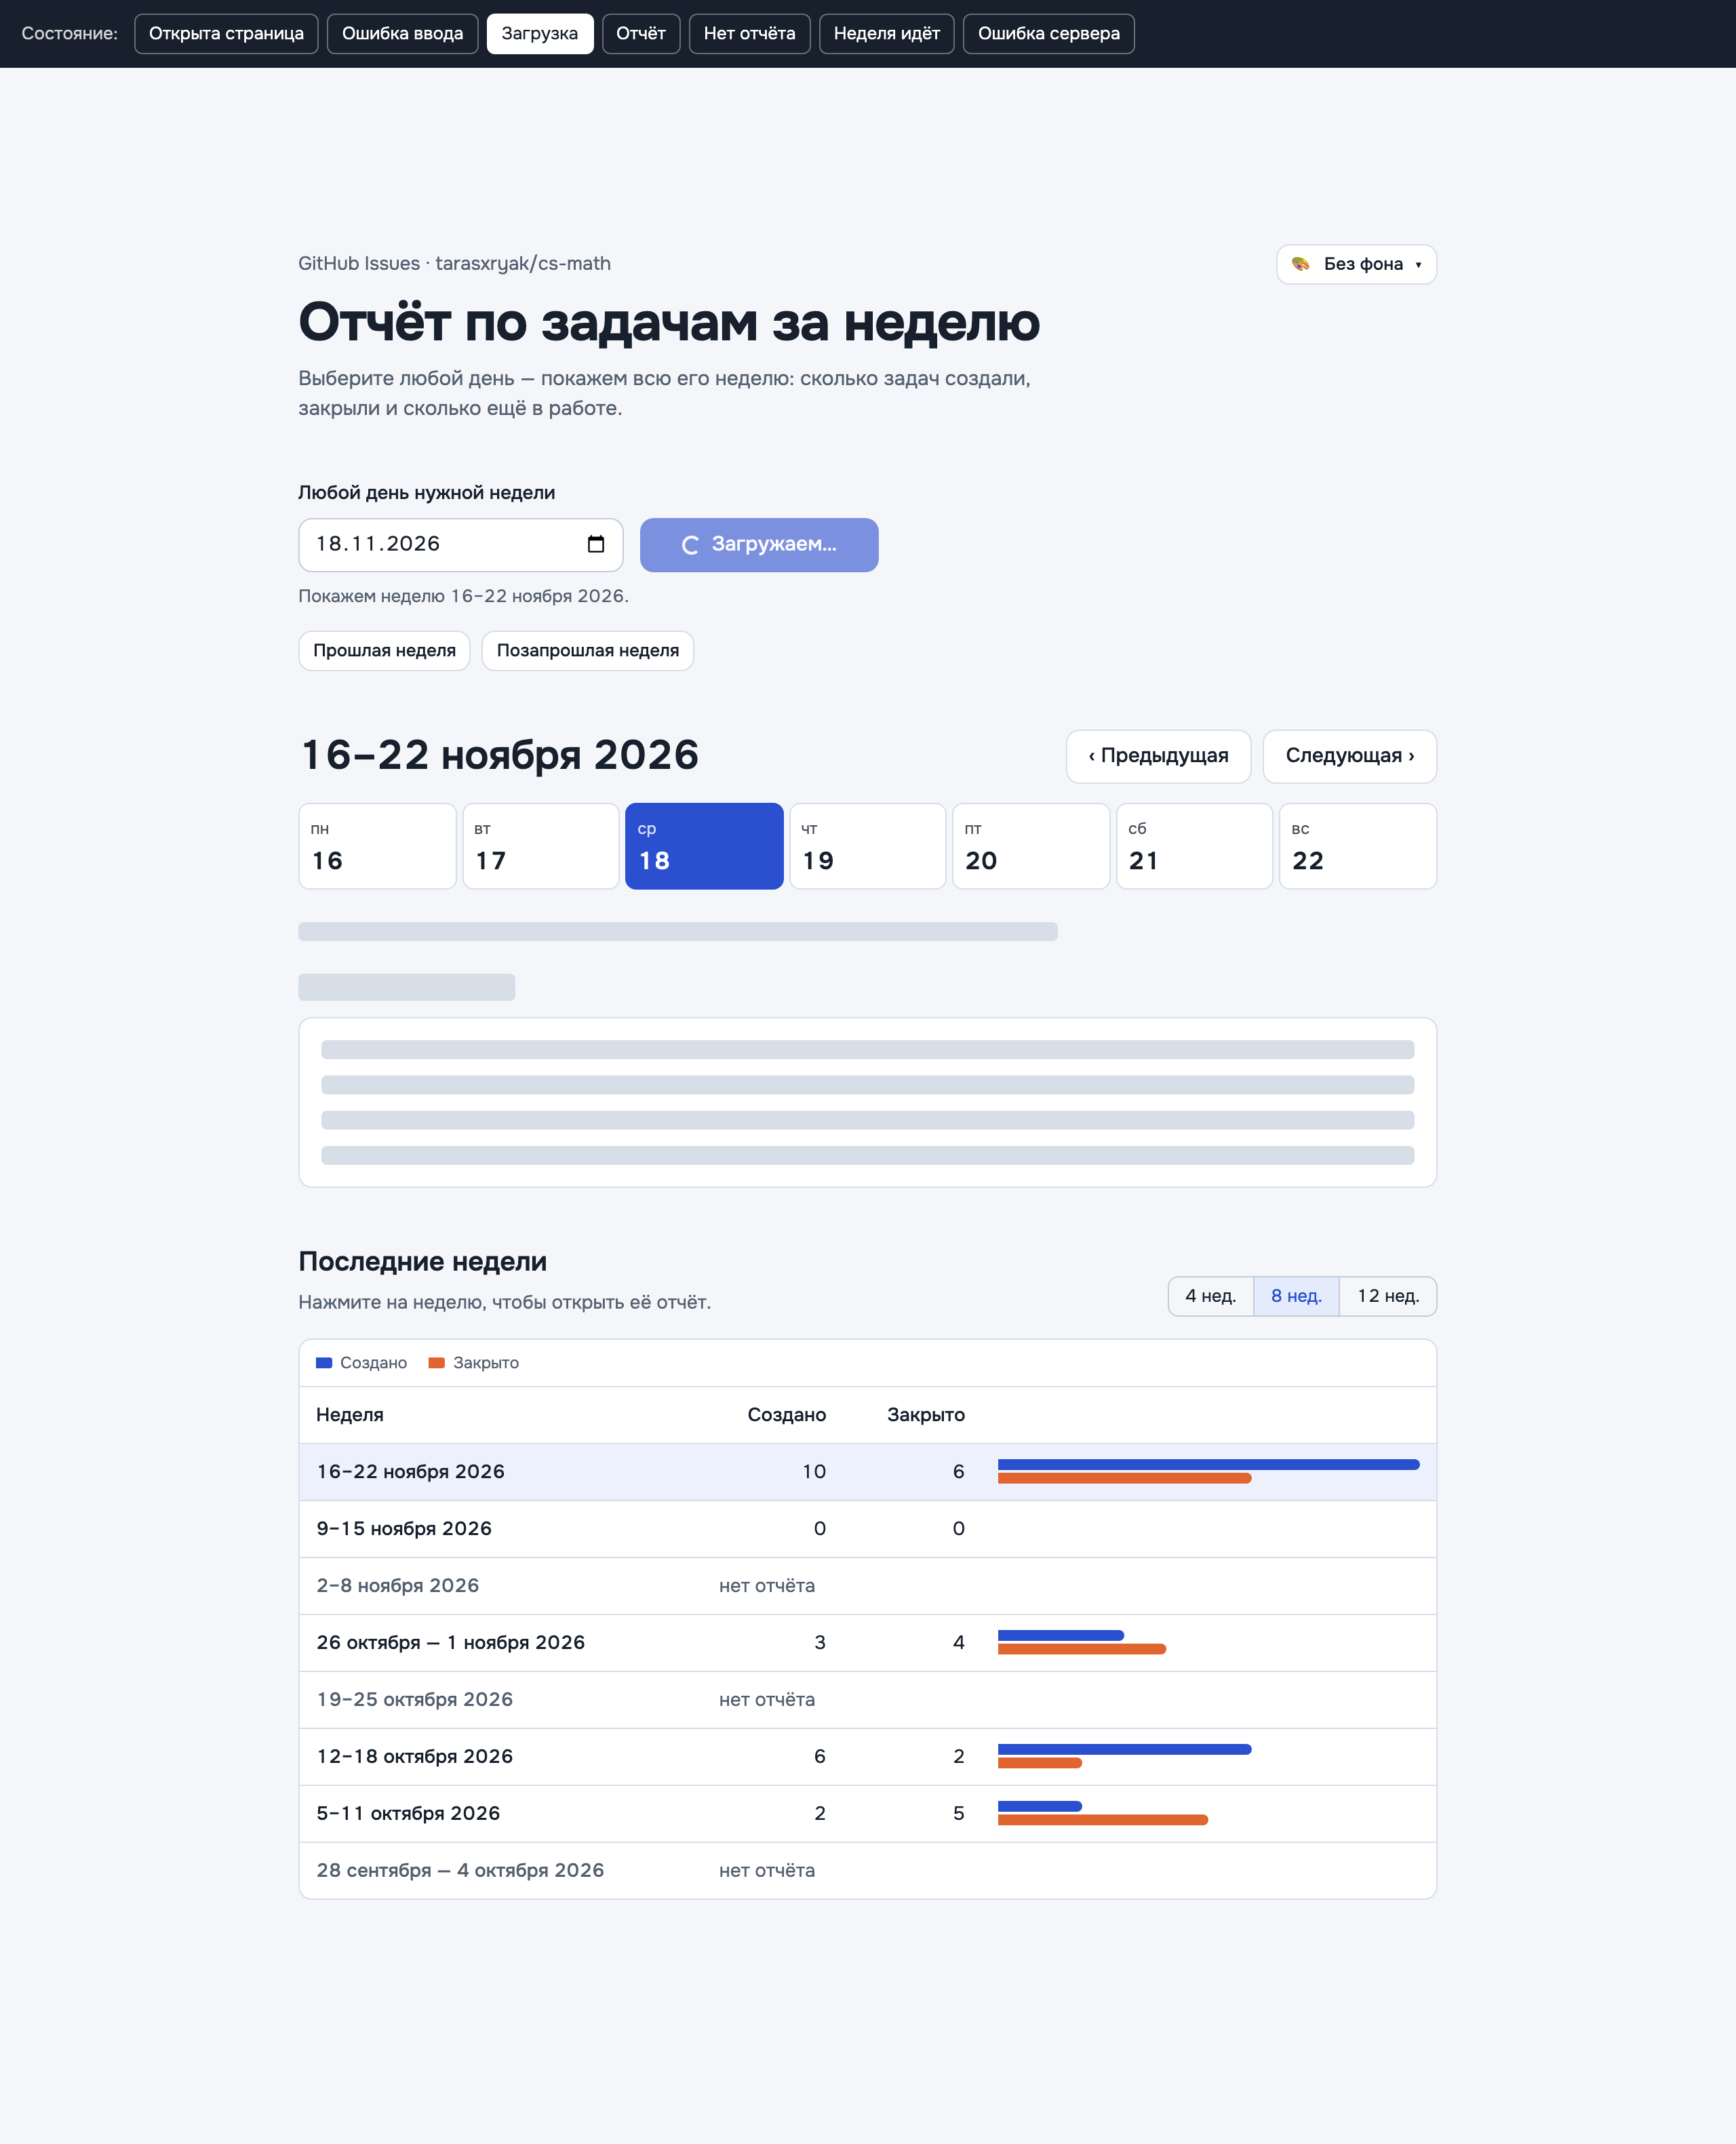 Состояние: Открыта страница Ошибка ввода Загрузка Отчёт Нет отчёта Неделя идёт Ошибка сервера
GitHub Issues · tarasxryak/cs-math
Без фона
Отчёт по задачам за неделю
Выберите любой день — покажем всю его неделю: сколько задач создали,
закрыли и сколько ещё в работе.
Любой день нужной недели
18.11.2026 Загружаем...
Покажем неделю 16–22 ноября 2026.
Прошлая неделя Позапрошлая неделя
16–22 ноября 2026 ‹ Предыдущая Следующая ›
пн вт ср чт пт сб вс
16 17 18 19 20 21 22
Последние недели
Нажмите на неделю, чтобы открыть её отчёт.
4 нед. 8 нед. 12 нед.
Создано Закрыто
Неделя Создано Закрыто
16–22 ноября 2026 10 6
9–15 ноября 2026 0 0
2–8 ноября 2026 нет отчёта
26 октября — 1 ноября 2026 3 4
19–25 октября 2026 нет отчёта
12–18 октября 2026 6 2
5–11 октября 2026 2 5
28 сентября — 4 октября 2026 нет отчёта